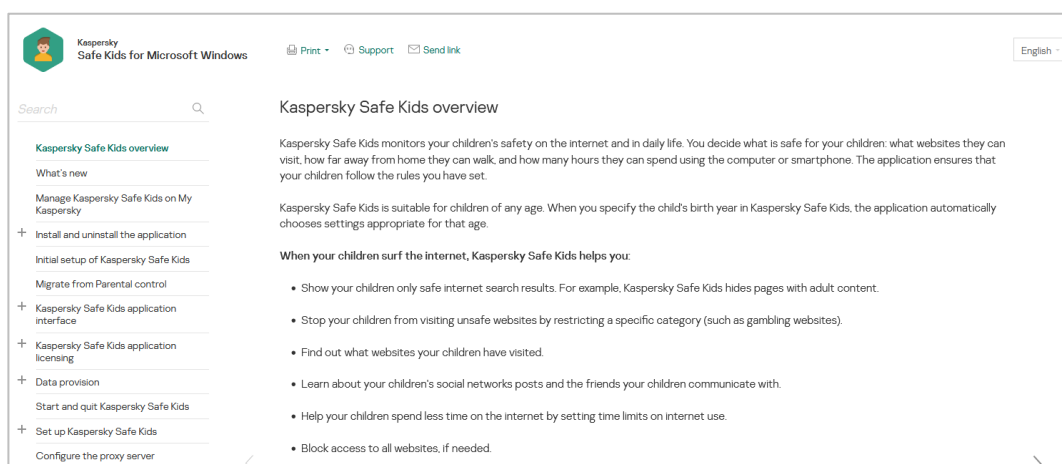 Kaspersky
Safe Kids for Microsoft Windows
Print
Support
Send link
English
Search
Kaspersky Safe Kids overview
What's new
Manage Kaspersky Safe Kids on My
Kaspersky
Install and uninstall the application
Initial setup of Kaspersky Safe Kids
Migrate from Parental control
Kaspersky Safe Kids application
interface
Kaspersky Safe Kids application
licensing
Data provision
Start and quit Kaspersky Safe Kids
Set up Kaspersky Safe Kids
Configure the proxy server
Kaspersky Safe Kids overview
Kaspersky Safe Kids monitors your children's safety on the internet and in daily life. You decide what is safe for your children: what websites they can
visit, how far away from home they can walk, and how many hours they can spend using the computer or smartphone. The application ensures that
your children follow the rules you have set.
Kaspersky Safe Kids is suitable for children of any age. When you specify the child's birth year in Kaspersky Safe Kids, the application automatically
chooses settings appropriate for that age.
When your children surf the internet, Kaspersky Safe Kids helps you:
• Show your children only safe internet search results. For example, Kaspersky Safe Kids hides pages with adult content.
• Stop your children from visiting unsafe websites by restricting a specific category (such as gambling websites).
• Find out what websites your children have visited.
• Learn about your children's social networks posts and the friends your children communicate with.
• Help your children spend less time on the internet by setting time limits on internet use.
• Block access to all websites, if needed.